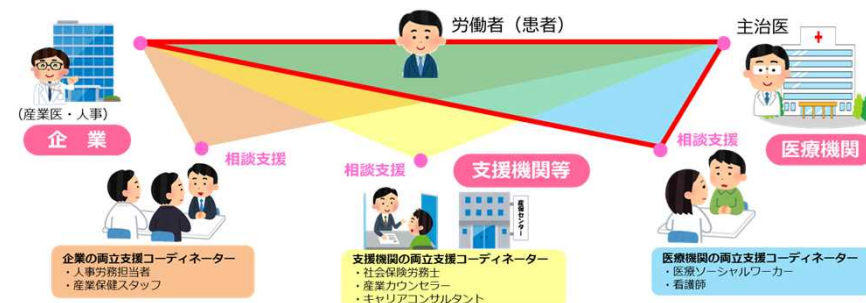 労働者（患者）
主治医
（産業医・人事）
企 業
相談支援
相談支援
支援機関等
相談支援
医療機関
産保センター
企業の両立支援コーディネーター
・人事労務担当者
・産業保健スタッフ
支援機関の両立支援コーディネーター
・社会保険労務士
・産業カウンセラー
・キャリアコンサルタント
医療機関の両立支援コーディネーター
・医療ソーシャルワーカー
・看護師